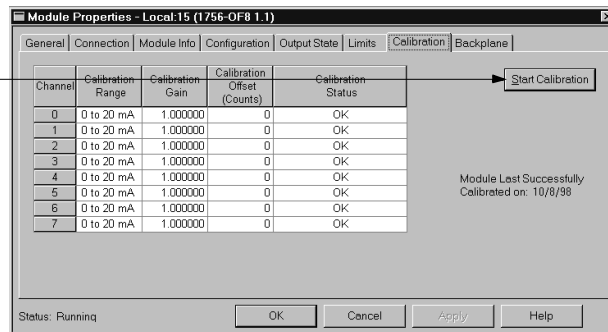 Module Properties - Local:15 (1756-OF8 1.1)
General Connection Module Info Configuration Output State Limits Calibration Backplane
Channel Calibration Range Calibration Gain Calibration Offset (Counts) Calibration Status
Start Calibration
0 0 to 20 mA 1.000000 0 OK
1 0 to 20 mA 1.000000 0 OK
2 0 to 20 mA 1.000000 0 OK
3 0 to 20 mA 1.000000 0 OK
4 0 to 20 mA 1.000000 0 OK
5 0 to 20 mA 1.000000 0 OK
6 0 to 20 mA 1.000000 0 OK
7 0 to 20 mA 1.000000 0 OK
Module Last Successfully
Calibrated on: 10/8/98
Status: Running
OK Cancel Apply Help